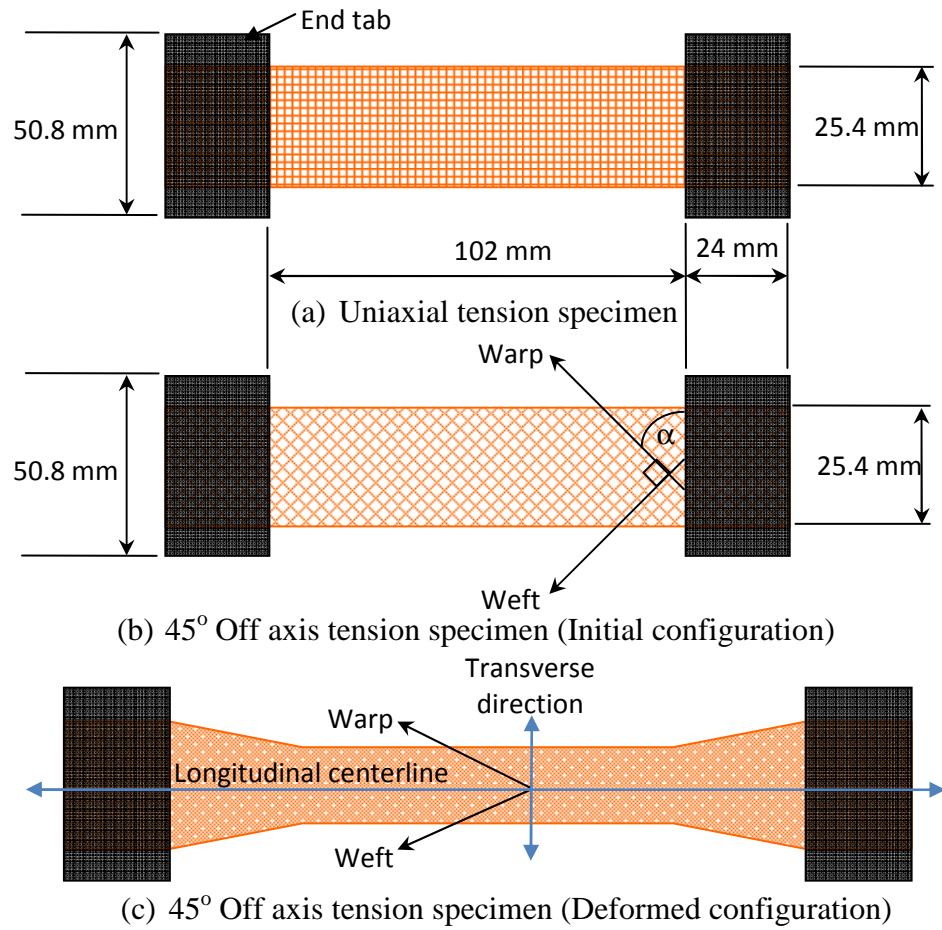 End tab
50.8 mm
25.4 mm
102 mm
24 mm
(a) Uniaxial tension specimen
Warp
α
50.8 mm
25.4 mm
Weft
(b) 45° Off axis tension specimen (Initial configuration)
Transverse
direction
Warp
Longitudinal centerline
Weft
(c) 45° Off axis tension specimen (Deformed configuration)